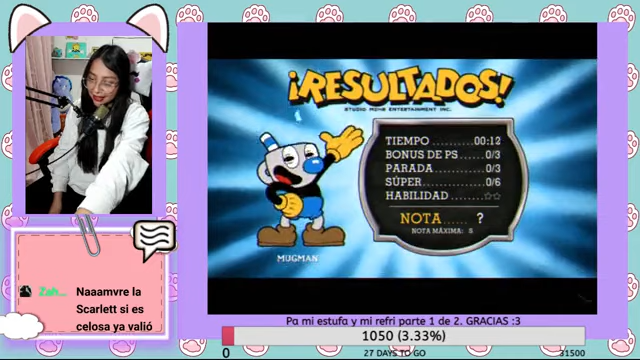 ¡RESULTADOS!
STUDIO MDHR ENTERTAINMENT INC.
TIEMPO..........00:12
BONUS DE PS......0/3
PARADA..........0/3
SÚPER...........0/6
HABILIDAD.......
NOTA...... ?
NOTA MÁXIMA: S
MUGMAN
Zah...
Naaamvre la
Scarlett si es
celosa ya valió
Pa mi estufa y mi refri parte 1 de 2. GRACIAS :3
1050 (3.33%)
0 27 DAYS TO GO 31500